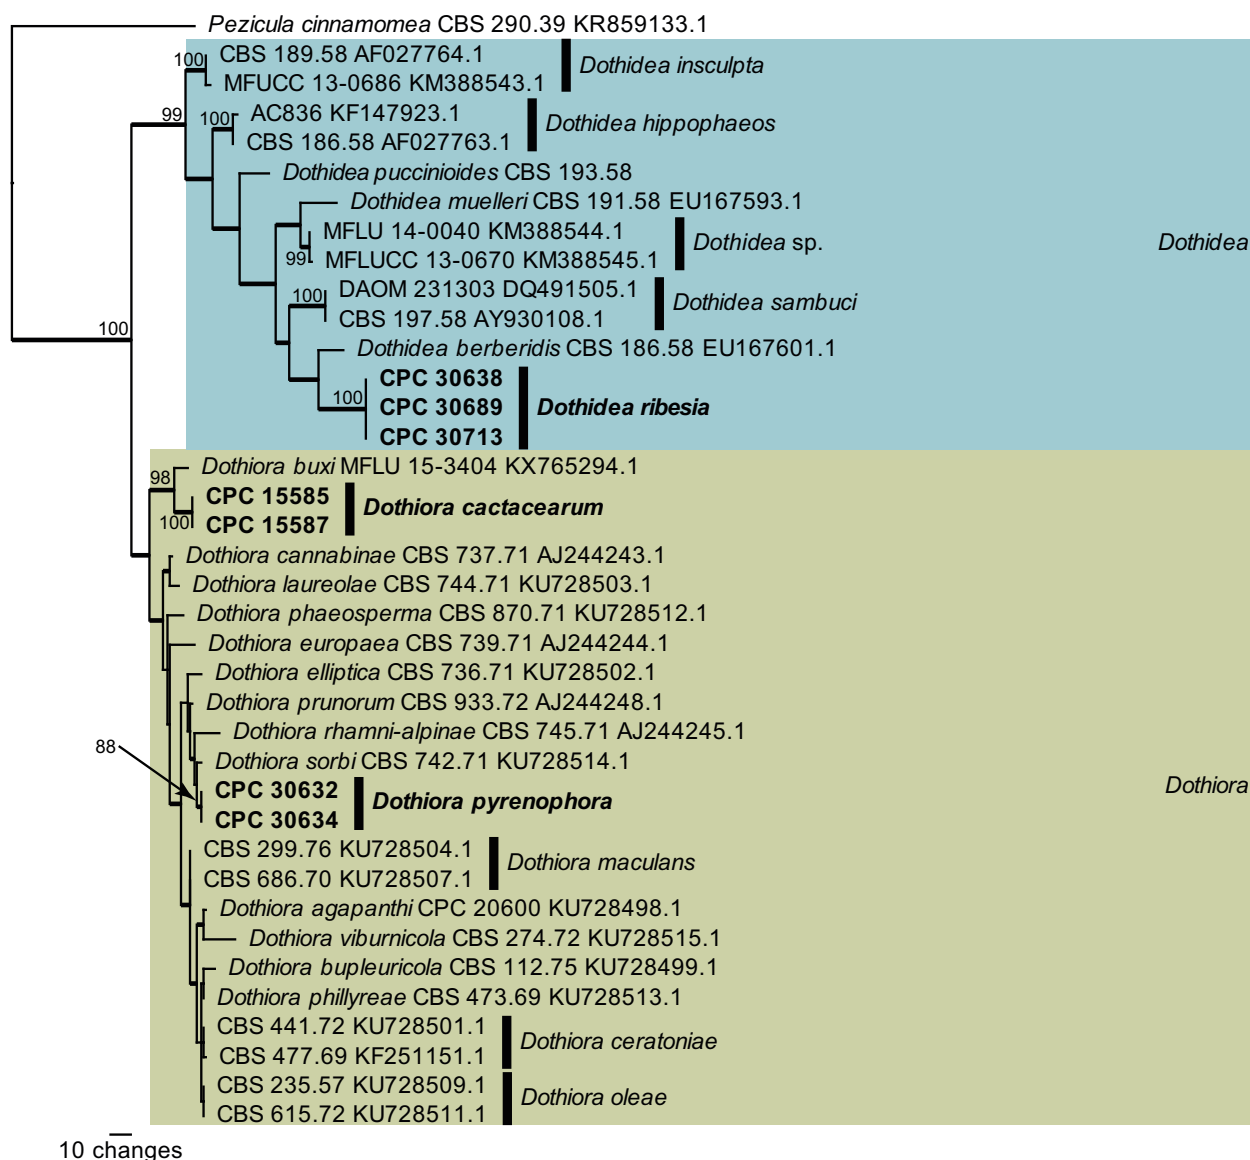 Pezicula cinnamomea CBS 290.39 KR859133.1
100
CBS 189.58 AF027764.1
MFUCC 13-0686 KM388543.1
Dothidea insculpta
99
100
AC836 KF147923.1
CBS 186.58 AF027763.1
Dothidea hippophaeos
Dothidea puccinioides CBS 193.58
Dothidea muelleri CBS 191.58 EU167593.1
MFLU 14-0040 KM388544.1
99
MFLUCC 13-0670 KM388545.1
Dothidea sp.
Dothidea
100
DAOM 231303 DQ491505.1
CBS 197.58 AY930108.1
Dothidea sambuci
100
Dothidea berberidis CBS 186.58 EU167601.1
100
CPC 30638
CPC 30689
CPC 30713
Dothidea ribesia
Dothiora buxi MFLU 15-3404 KX765294.1
98
100
CPC 15585
CPC 15587
Dothiora cactacearum
Dothiora cannabinae CBS 737.71 AJ244243.1
Dothiora laureolae CBS 744.71 KU728503.1
Dothiora phaeosperma CBS 870.71 KU728512.1
Dothiora europaea CBS 739.71 AJ244244.1
Dothiora elliptica CBS 736.71 KU728502.1
Dothiora prunorum CBS 933.72 AJ244248.1
Dothiora rhamni-alpinae CBS 745.71 AJ244245.1
88
Dothiora sorbi CBS 742.71 KU728514.1
CPC 30632
CPC 30634
Dothiora pyrenophora
Dothiora
CBS 299.76 KU728504.1
CBS 686.70 KU728507.1
Dothiora maculans
Dothiora agapanthi CPC 20600 KU728498.1
Dothiora viburnicola CBS 274.72 KU728515.1
Dothiora bupleuricola CBS 112.75 KU728499.1
Dothiora phillyreae CBS 473.69 KU728513.1
CBS 441.72 KU728501.1
CBS 477.69 KF251151.1
Dothiora ceratoniae
CBS 235.57 KU728509.1
CBS 615.72 KU728511.1
Dothiora oleae
10 changes